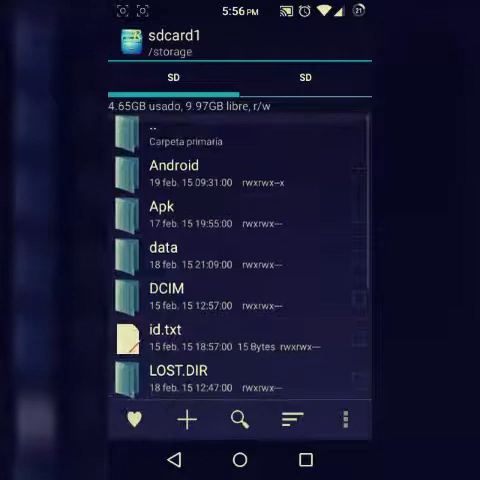 5:56 PM
21
sdcard1
/storage
SD
SD
4.65GB usado, 9.97GB libre, r/w
..
Carpeta primaria
Android
19 feb. 15 09:31:00 rwxrwx--x
Apk
17 feb. 15 19:55:00 rwxrwx---
data
18 feb. 15 21:09:00 rwxrwx---
DCIM
15 feb. 15 12:57:00 rwxrwx---
id.txt
15 feb. 15 18:57:00 15 Bytes rwxrwx---
LOST.DIR
18 feb. 15 12:47:00 rwxrwx---